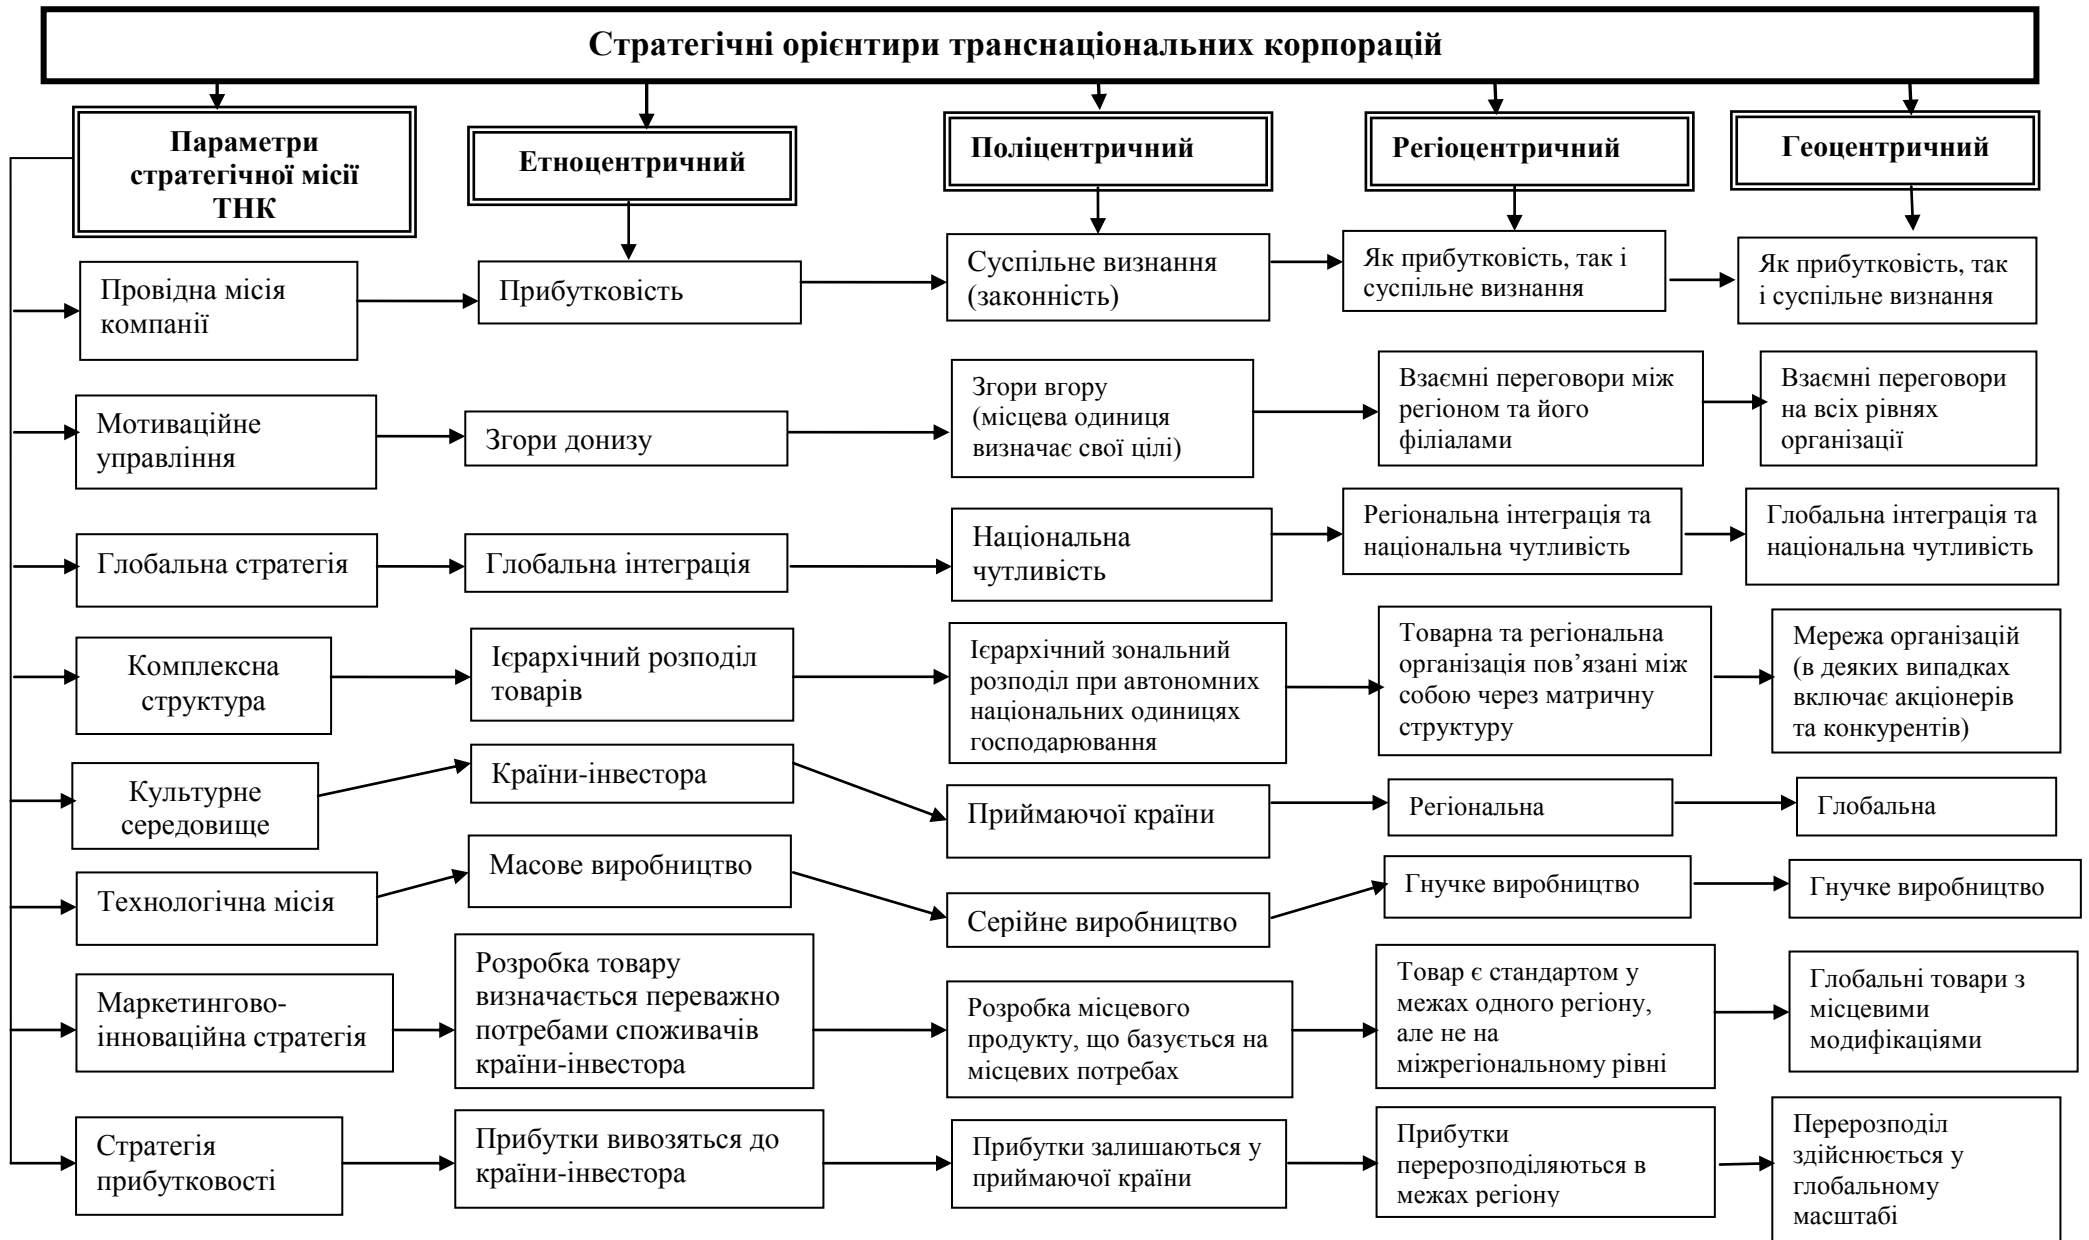 Стратегічні орієнтири транснаціональних корпорацій
Параметри
стратегічної місії
ТНК
Етноцентричний
Поліцентричний
Регіоцентричний
Геоцентричний
Провідна місія
компанії
Прибутковість
Суспільне визнання
(законність)
Як прибутковість, так і
суспільне визнання
Як прибутковість, так
і суспільне визнання
Мотиваційне
управління
Згори донизу
Згори вгору
(місцева одиниця
визначає свої цілі)
Взаємні переговори між
регіоном та його
філіалами
Взаємні переговори
на всіх рівнях
організації
Глобальна стратегія
Глобальна інтеграція
Національна
чутливість
Регіональна інтеграція та
національна чутливість
Глобальна інтеграція та
національна чутливість
Комплексна
структура
Ієрархічний розподіл
товарів
Ієрархічний зональний
розподіл при автономних
національних одиницях
господарювання
Товарна та регіональна
організація пов’язані між
собою через матричну
структуру
Мережа організацій
(в деяких випадках
включає акціонерів
та конкурентів)
Культурне
середовище
Країни-інвестора
Приймаючої країни
Регіональна
Глобальна
Технологічна місія
Масове виробництво
Серійне виробництво
Гнучке виробництво
Гнучке виробництво
Маркетингово-
інноваційна стратегія
Розробка товару
визначається переважно
потребами споживачів
країни-інвестора
Розробка місцевого
продукту, що базується на
місцевих потребах
Товар є стандартом у
межах одного регіону,
але не на
міжрегіональному рівні
Глобальні товари з
місцевими
модифікаціями
Стратегія
прибутковості
Прибутки вивозяться до
країни-інвестора
Прибутки залишаються у
приймаючої країни
Прибутки
перерозподіляються в
межах регіону
Перерозподіл
здійснюється у
глобальному
масштабі